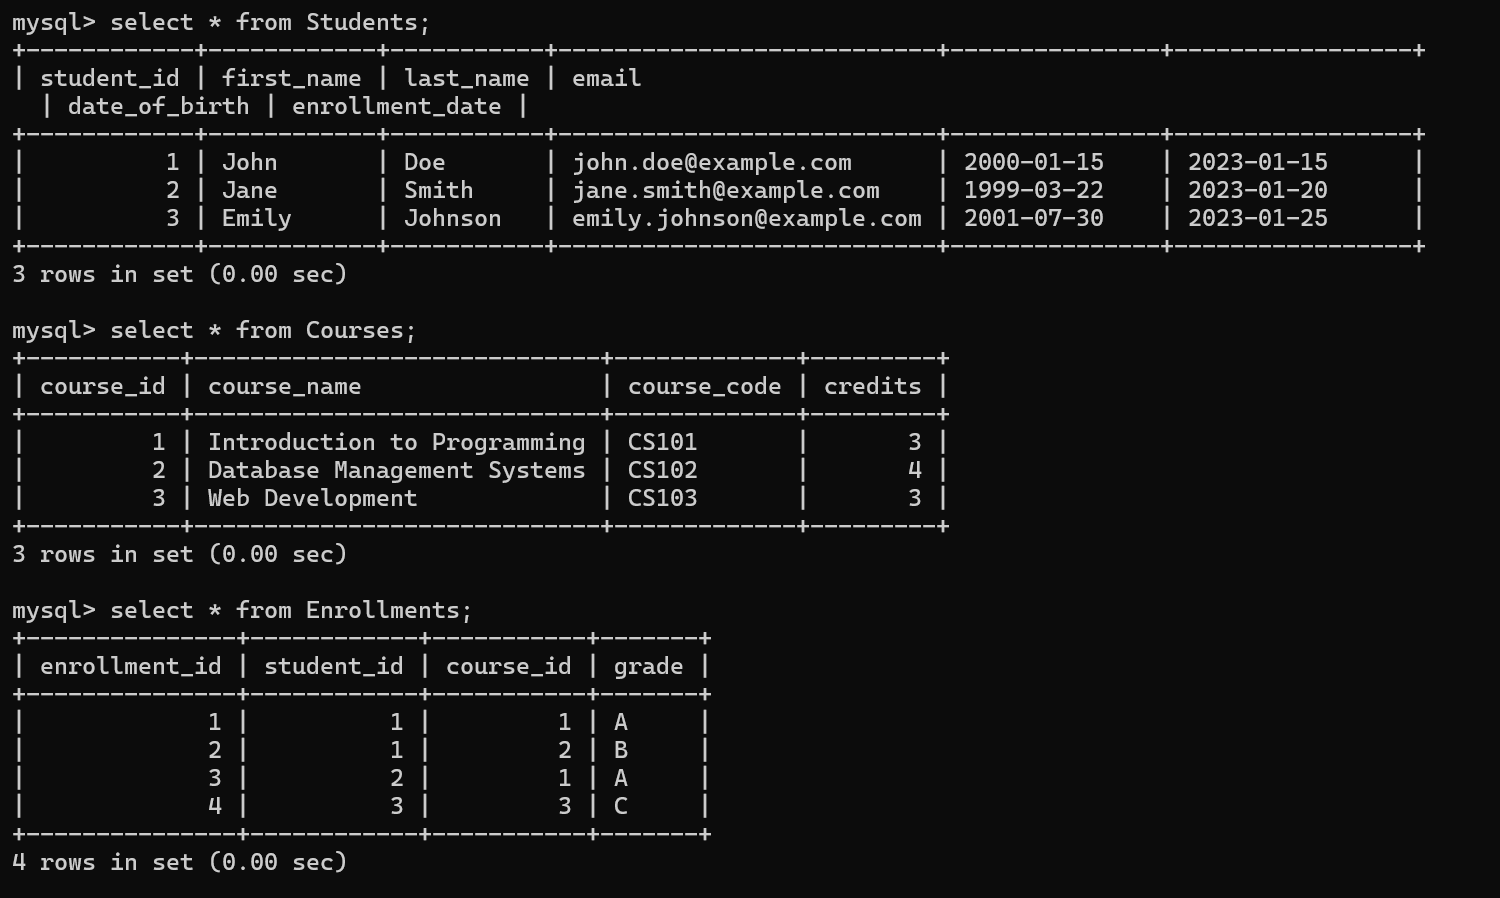 mysql> select * from Students;
+------------+------------+-----------+---------------------------+---------------+-----------------+
| student_id | first_name | last_name | email
  | date_of_birth | enrollment_date |
+------------+------------+-----------+---------------------------+---------------+-----------------+
|          1 | John       | Doe       | john.doe@example.com      | 2000-01-15    | 2023-01-15      |
|          2 | Jane       | Smith     | jane.smith@example.com    | 1999-03-22    | 2023-01-20      |
|          3 | Emily      | Johnson   | emily.johnson@example.com | 2001-07-30    | 2023-01-25      |
+------------+------------+-----------+---------------------------+---------------+-----------------+
3 rows in set (0.00 sec)

mysql> select * from Courses;
+-----------+-----------------------------+-------------+---------+
| course_id | course_name                 | course_code | credits |
+-----------+-----------------------------+-------------+---------+
|         1 | Introduction to Programming | CS101       |       3 |
|         2 | Database Management Systems | CS102       |       4 |
|         3 | Web Development             | CS103       |       3 |
+-----------+-----------------------------+-------------+---------+
3 rows in set (0.00 sec)

mysql> select * from Enrollments;
+---------------+------------+-----------+-------+
| enrollment_id | student_id | course_id | grade |
+---------------+------------+-----------+-------+
|             1 |          1 |         1 | A     |
|             2 |          1 |         2 | B     |
|             3 |          2 |         1 | A     |
|             4 |          3 |         3 | C     |
+---------------+------------+-----------+-------+
4 rows in set (0.00 sec)